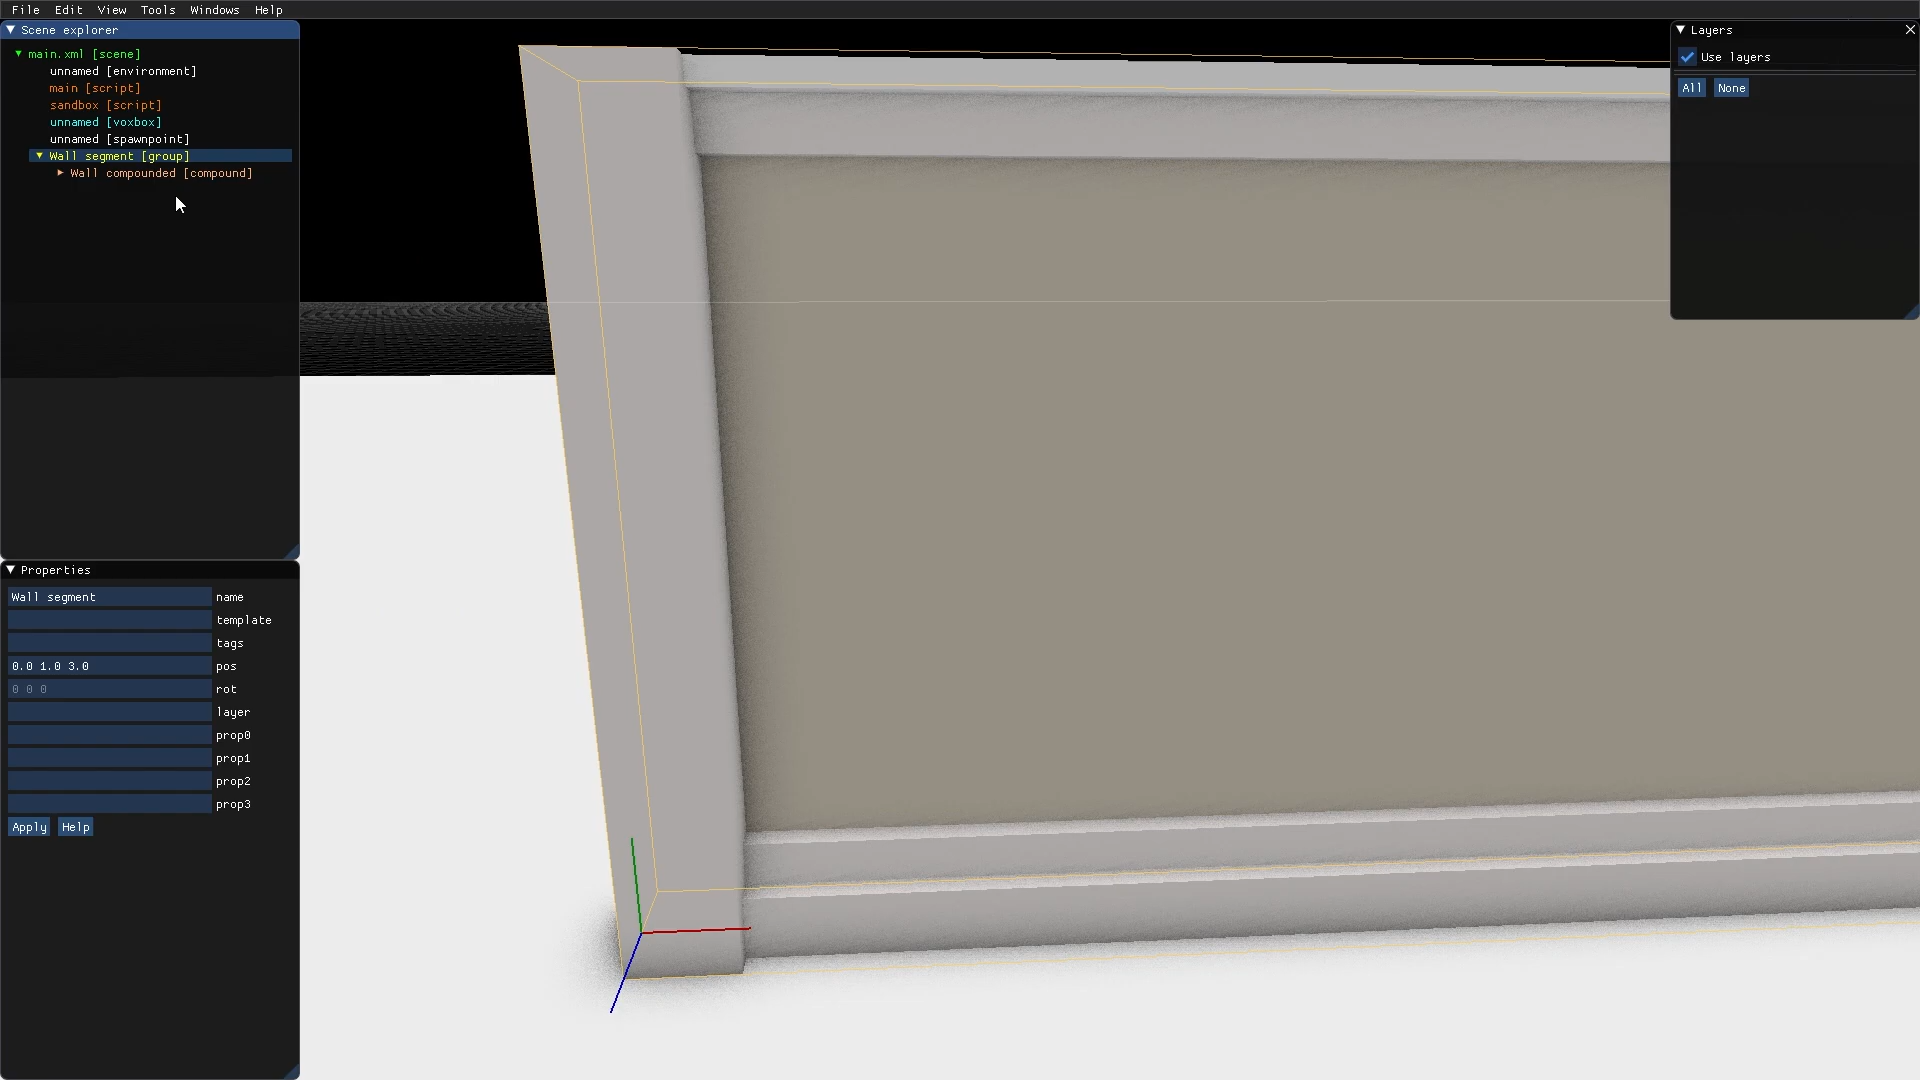 File Edit View Tools Windows Help
Scene explorer
main.xml [scene]
unnamed [environment]
main [script]
sandbox [script]
unnamed [voxbox]
unnamed [spawnpoint]
Wall segment [group]
Wall compounded [compound]
Properties
Wall segment name
template
tags
0.0 1.0 3.0 pos
0 0 0 rot
layer
prop0
prop1
prop2
prop3
Apply Help
Layers
Use layers
All None